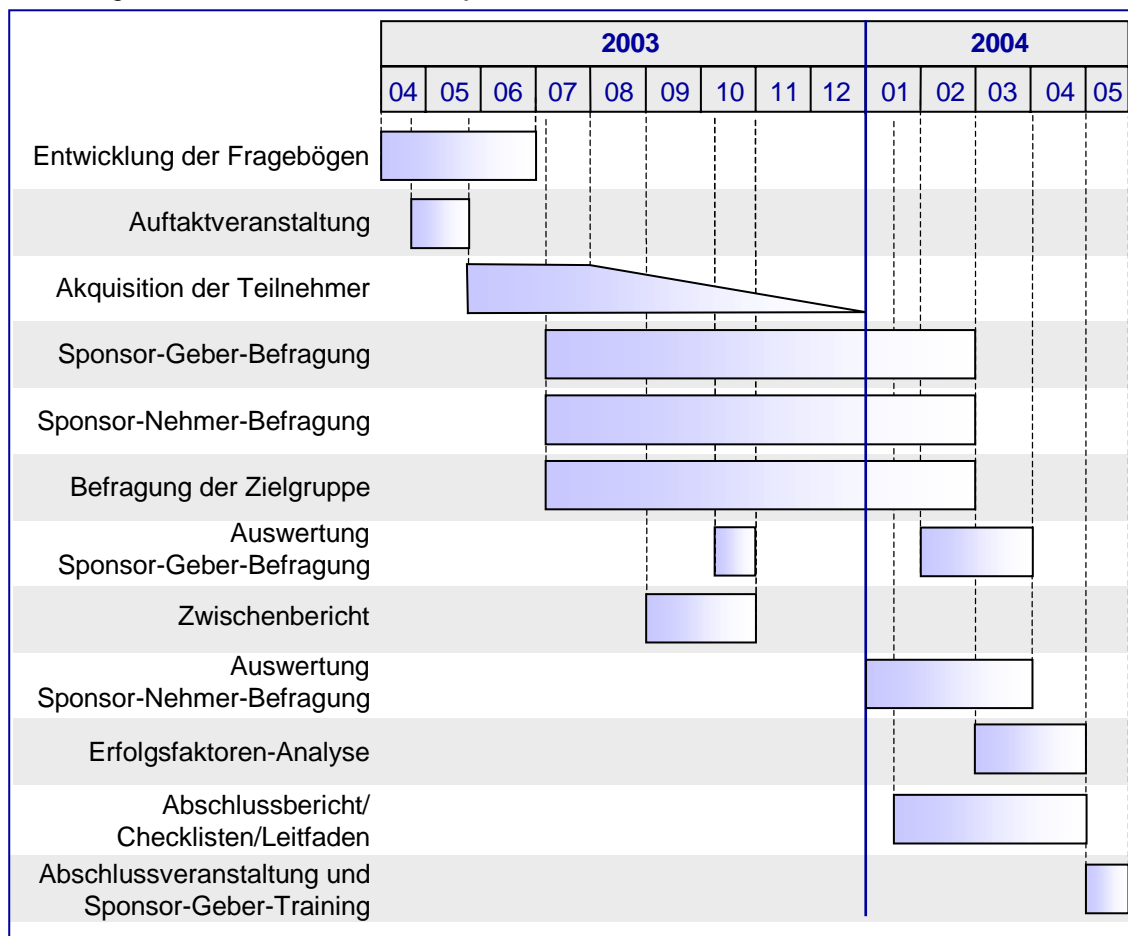 2003 2004
04 05 06 07 08 09 10 11 12 01 02 03 04 05
Entwicklung der Fragebögen
Auftaktveranstaltung
Akquisition der Teilnehmer
Sponsor-Geber-Befragung
Sponsor-Nehmer-Befragung
Befragung der Zielgruppe
Auswertung
Sponsor-Geber-Befragung
Zwischenbericht
Auswertung
Sponsor-Nehmer-Befragung
Erfolgsfaktoren-Analyse
Abschlussbericht/
Checklisten/Leitfaden
Abschlussveranstaltung und
Sponsor-Geber-Training